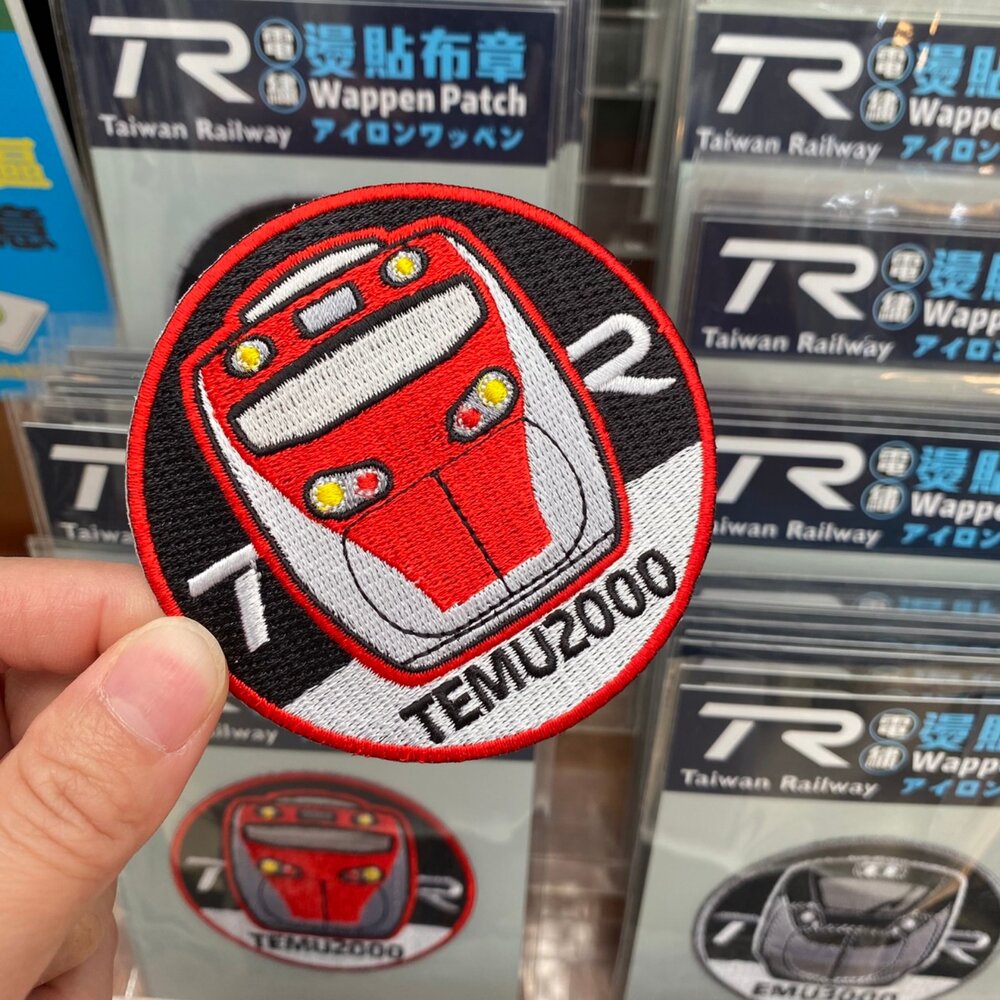 TR 電繡 燙貼布章
Wappen Patch
Taiwan Railway アイロンワッペン
TR 電繡 燙貼
Wappen
Taiwan Railway アイロン
TR 電繡 燙貼
Wappen
Taiwan Railway アイロン
TR 電繡 燙貼
Wappen
Taiwan Railway アイロン
T R
TEMU2000
T R
TEMU2000
TR 電繡 燙貼
Wappen
Taiwan Railway アイロン
T R
EMU3000